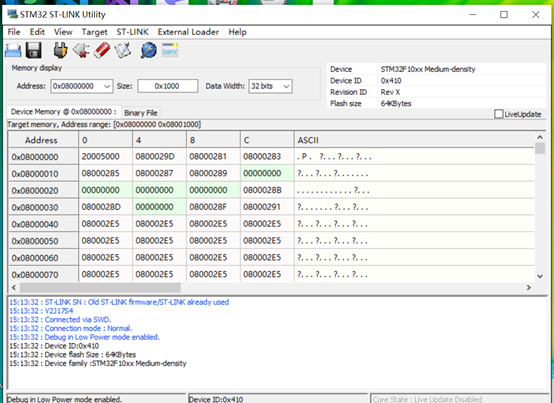 STM32 ST-LINK Utility
File Edit View Target ST-LINK External Loader Help
SWV
Memory display
Address: 0x08000000 Size: 0x1000 Data Width: 32 bits
Device STM32F10xx Medium-density
Device ID 0x410
Revision ID Rev X
Flash size 64KBytes
LiveUpdate
Device Memory @ 0x08000000 : Binary File
Target memory, Address range: [0x08000000 0x08001000]
Address 0 4 8 C ASCII
0x08000000 20005000 0800029D 08000281 08000283 .P. ?...?...?...
0x08000010 08000285 08000287 08000289 00000000 ?...?...?.......
0x08000020 00000000 00000000 00000000 0800028B ............?...
0x08000030 0800028D 00000000 0800028F 08000291 ?.......?...?...
0x08000040 080002E5 080002E5 080002E5 080002E5 ?...?...?...?...
0x08000050 080002E5 080002E5 080002E5 080002E5 ?...?...?...?...
0x08000060 080002E5 080002E5 080002E5 080002E5 ?...?...?...?...
0x08000070 080002E5 080002E5 080002E5 080002E5 ?...?...?...?...
15:13:32 : ST-LINK SN : Old ST-LINK firmware/ST-LINK already used
15:13:32 : V2J17S4
15:13:32 : Connected via SWD.
15:13:32 : Connection mode : Normal.
15:13:32 : Debug in Low Power mode enabled.
15:13:32 : Device ID:0x410
15:13:32 : Device flash Size : 64KBytes
15:13:32 : Device family :STM32F10xx Medium-density
Debug in Low Power mode enabled. Device ID:0x410 Core State : Live Update Disabled